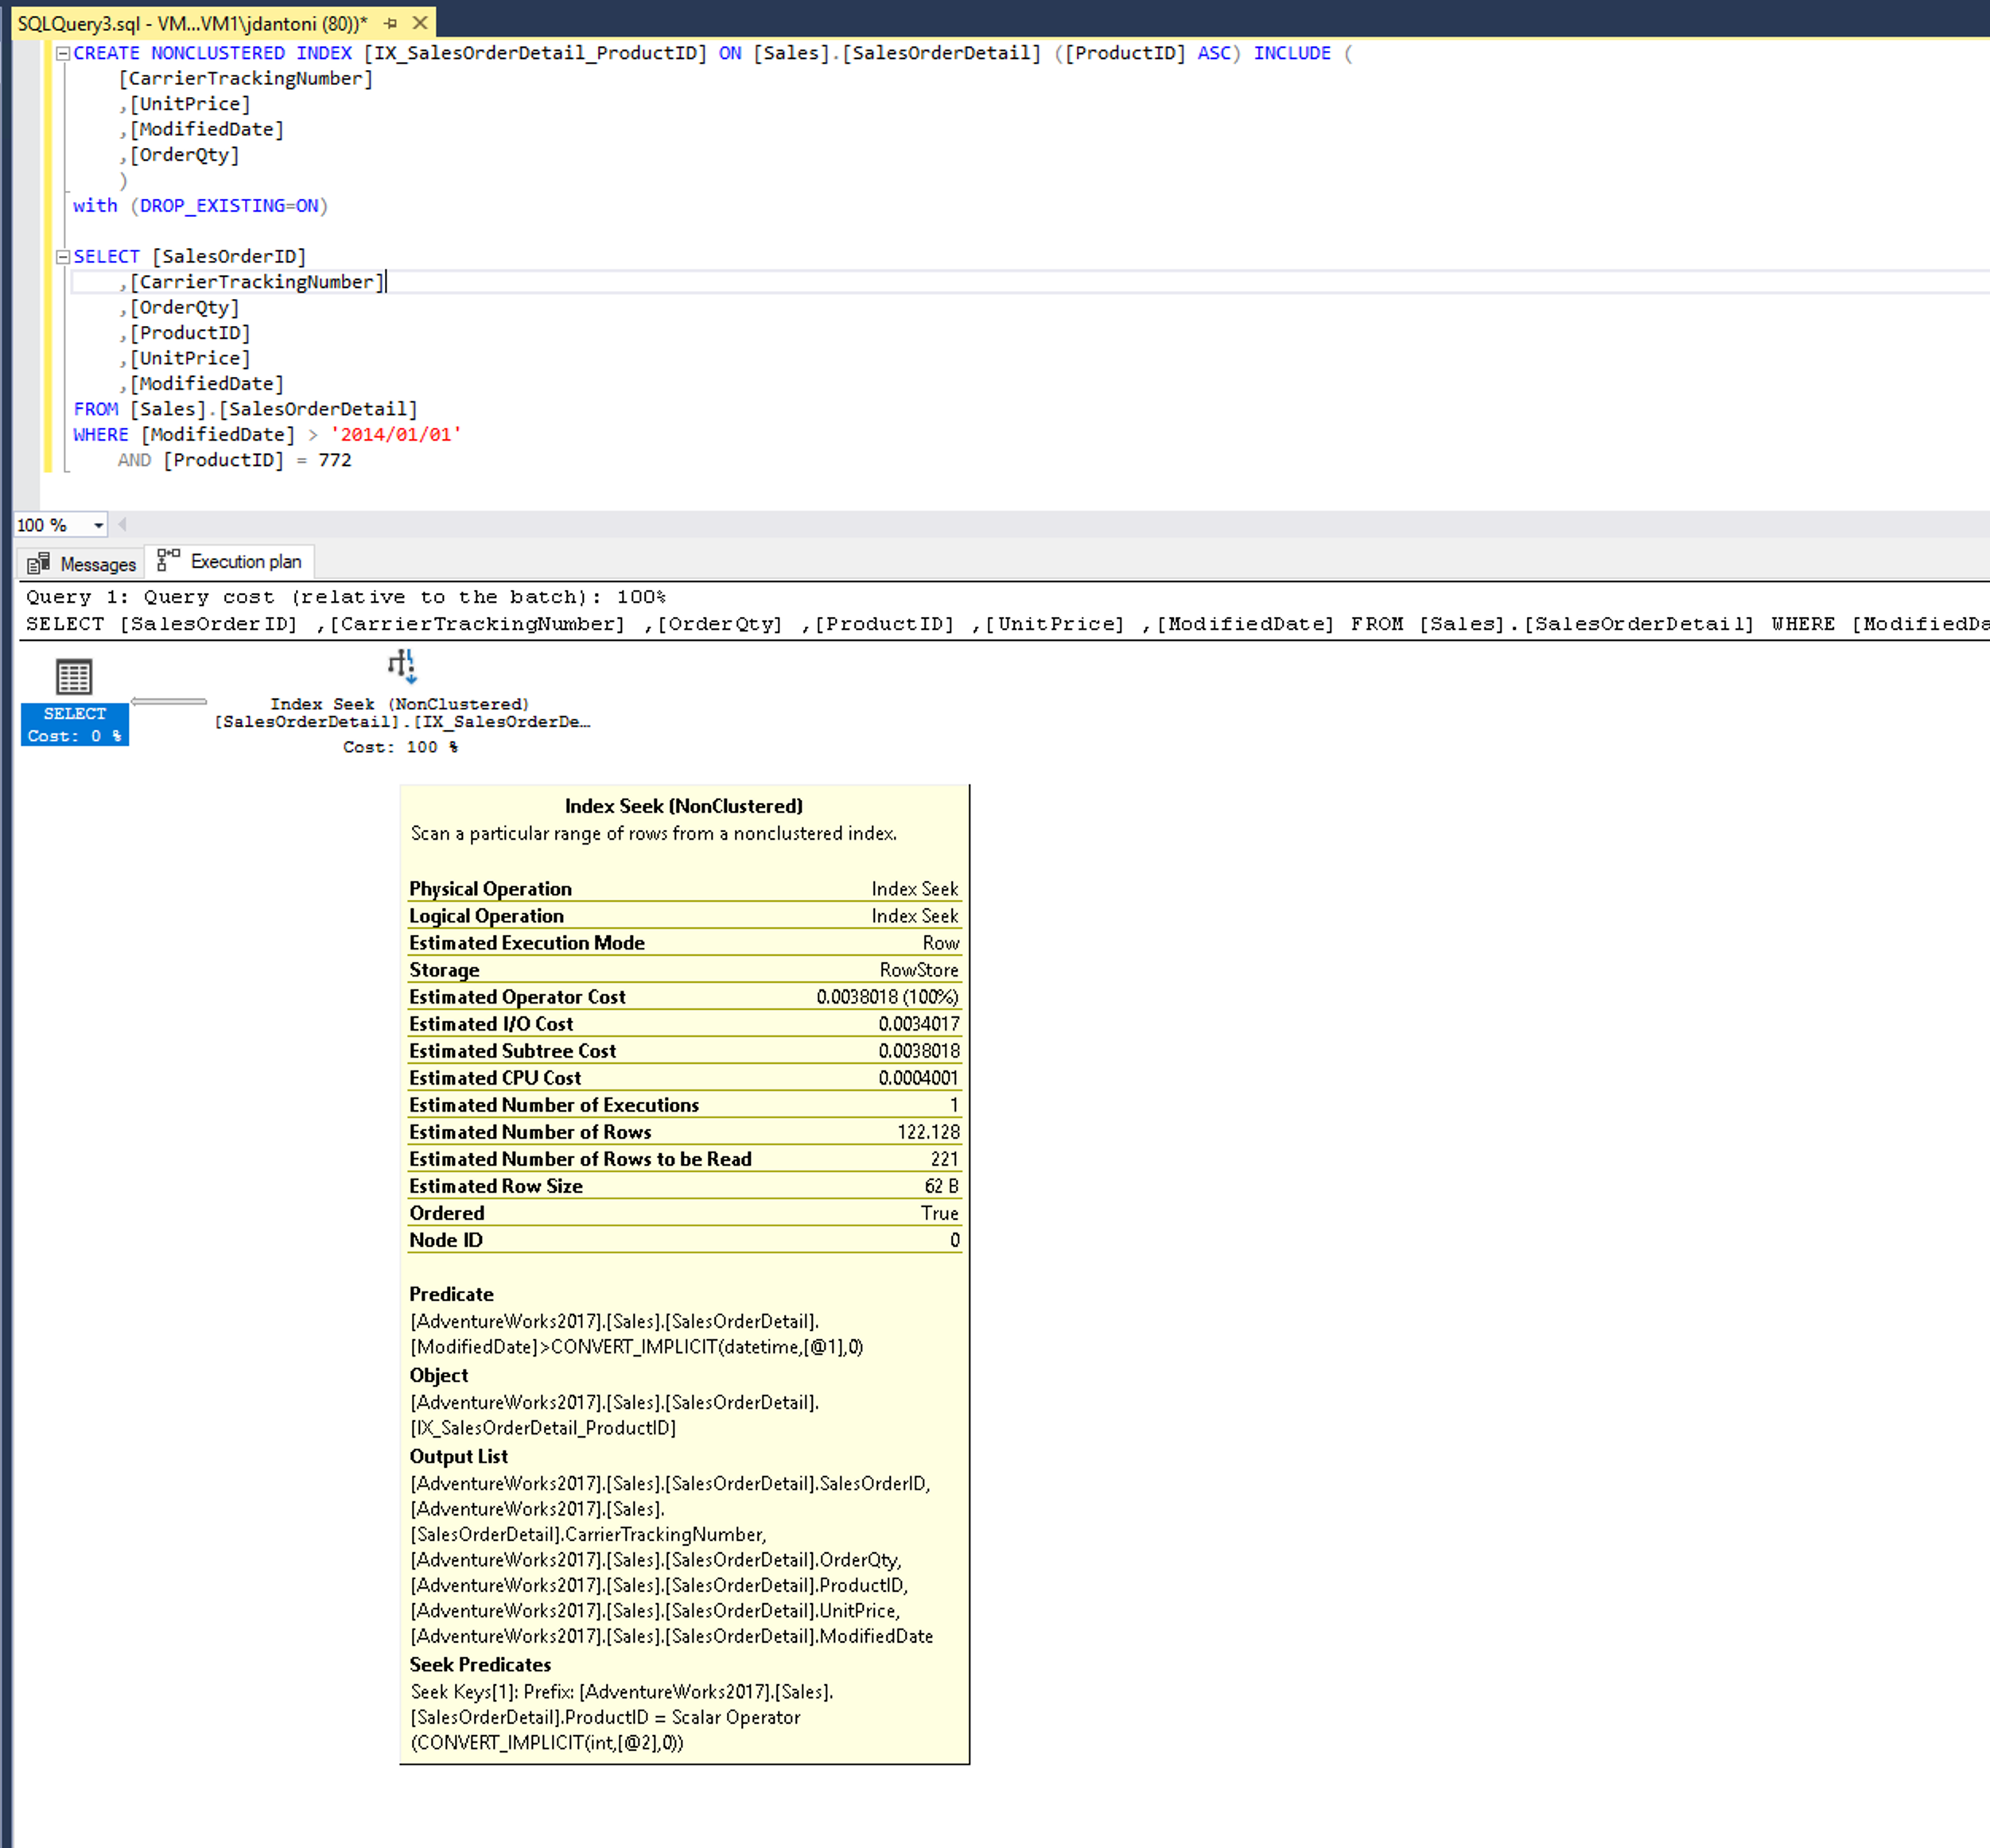 SQLQuery3.sql - VM...VM1\jdantoni (80))*
CREATE NONCLUSTERED INDEX [IX_SalesOrderDetail_ProductID] ON [Sales].[SalesOrderDetail] ([ProductID] ASC) INCLUDE (
[CarrierTrackingNumber]
,[UnitPrice]
,[ModifiedDate]
,[OrderQty]
)
with (DROP_EXISTING=ON)
SELECT [SalesOrderID]
,[CarrierTrackingNumber]
,[OrderQty]
,[ProductID]
,[UnitPrice]
,[ModifiedDate]
FROM [Sales].[SalesOrderDetail]
WHERE [ModifiedDate] > '2014/01/01'
AND [ProductID] = 772
100 %
Messages Execution plan
Query 1: Query cost (relative to the batch): 100%
SELECT [SalesOrderID] ,[CarrierTrackingNumber] ,[OrderQty] ,[ProductID] ,[UnitPrice] ,[ModifiedDate] FROM [Sales].[SalesOrderDetail] WHERE [ModifiedDa
SELECT
Cost: 0 %
Index Seek (NonClustered)
[SalesOrderDetail].[IX_SalesOrderDe…
Cost: 100 %
Index Seek (NonClustered)
Scan a particular range of rows from a nonclustered index.
Physical Operation Index Seek
Logical Operation Index Seek
Estimated Execution Mode Row
Storage RowStore
Estimated Operator Cost 0.0038018 (100%)
Estimated I/O Cost 0.0034017
Estimated Subtree Cost 0.0038018
Estimated CPU Cost 0.0004001
Estimated Number of Executions 1
Estimated Number of Rows 122.128
Estimated Number of Rows to be Read 221
Estimated Row Size 62 B
Ordered True
Node ID 0
Predicate
[AdventureWorks2017].[Sales].[SalesOrderDetail].
[ModifiedDate]>CONVERT_IMPLICIT(datetime,[@1],0)
Object
[AdventureWorks2017].[Sales].[SalesOrderDetail].
[IX_SalesOrderDetail_ProductID]
Output List
[AdventureWorks2017].[Sales].[SalesOrderDetail].SalesOrderID,
[AdventureWorks2017].[Sales].
[SalesOrderDetail].CarrierTrackingNumber,
[AdventureWorks2017].[Sales].[SalesOrderDetail].OrderQty,
[AdventureWorks2017].[Sales].[SalesOrderDetail].ProductID,
[AdventureWorks2017].[Sales].[SalesOrderDetail].UnitPrice,
[AdventureWorks2017].[Sales].[SalesOrderDetail].ModifiedDate
Seek Predicates
Seek Keys[1]: Prefix: [AdventureWorks2017].[Sales].
[SalesOrderDetail].ProductID = Scalar Operator
(CONVERT_IMPLICIT(int,[@2],0))